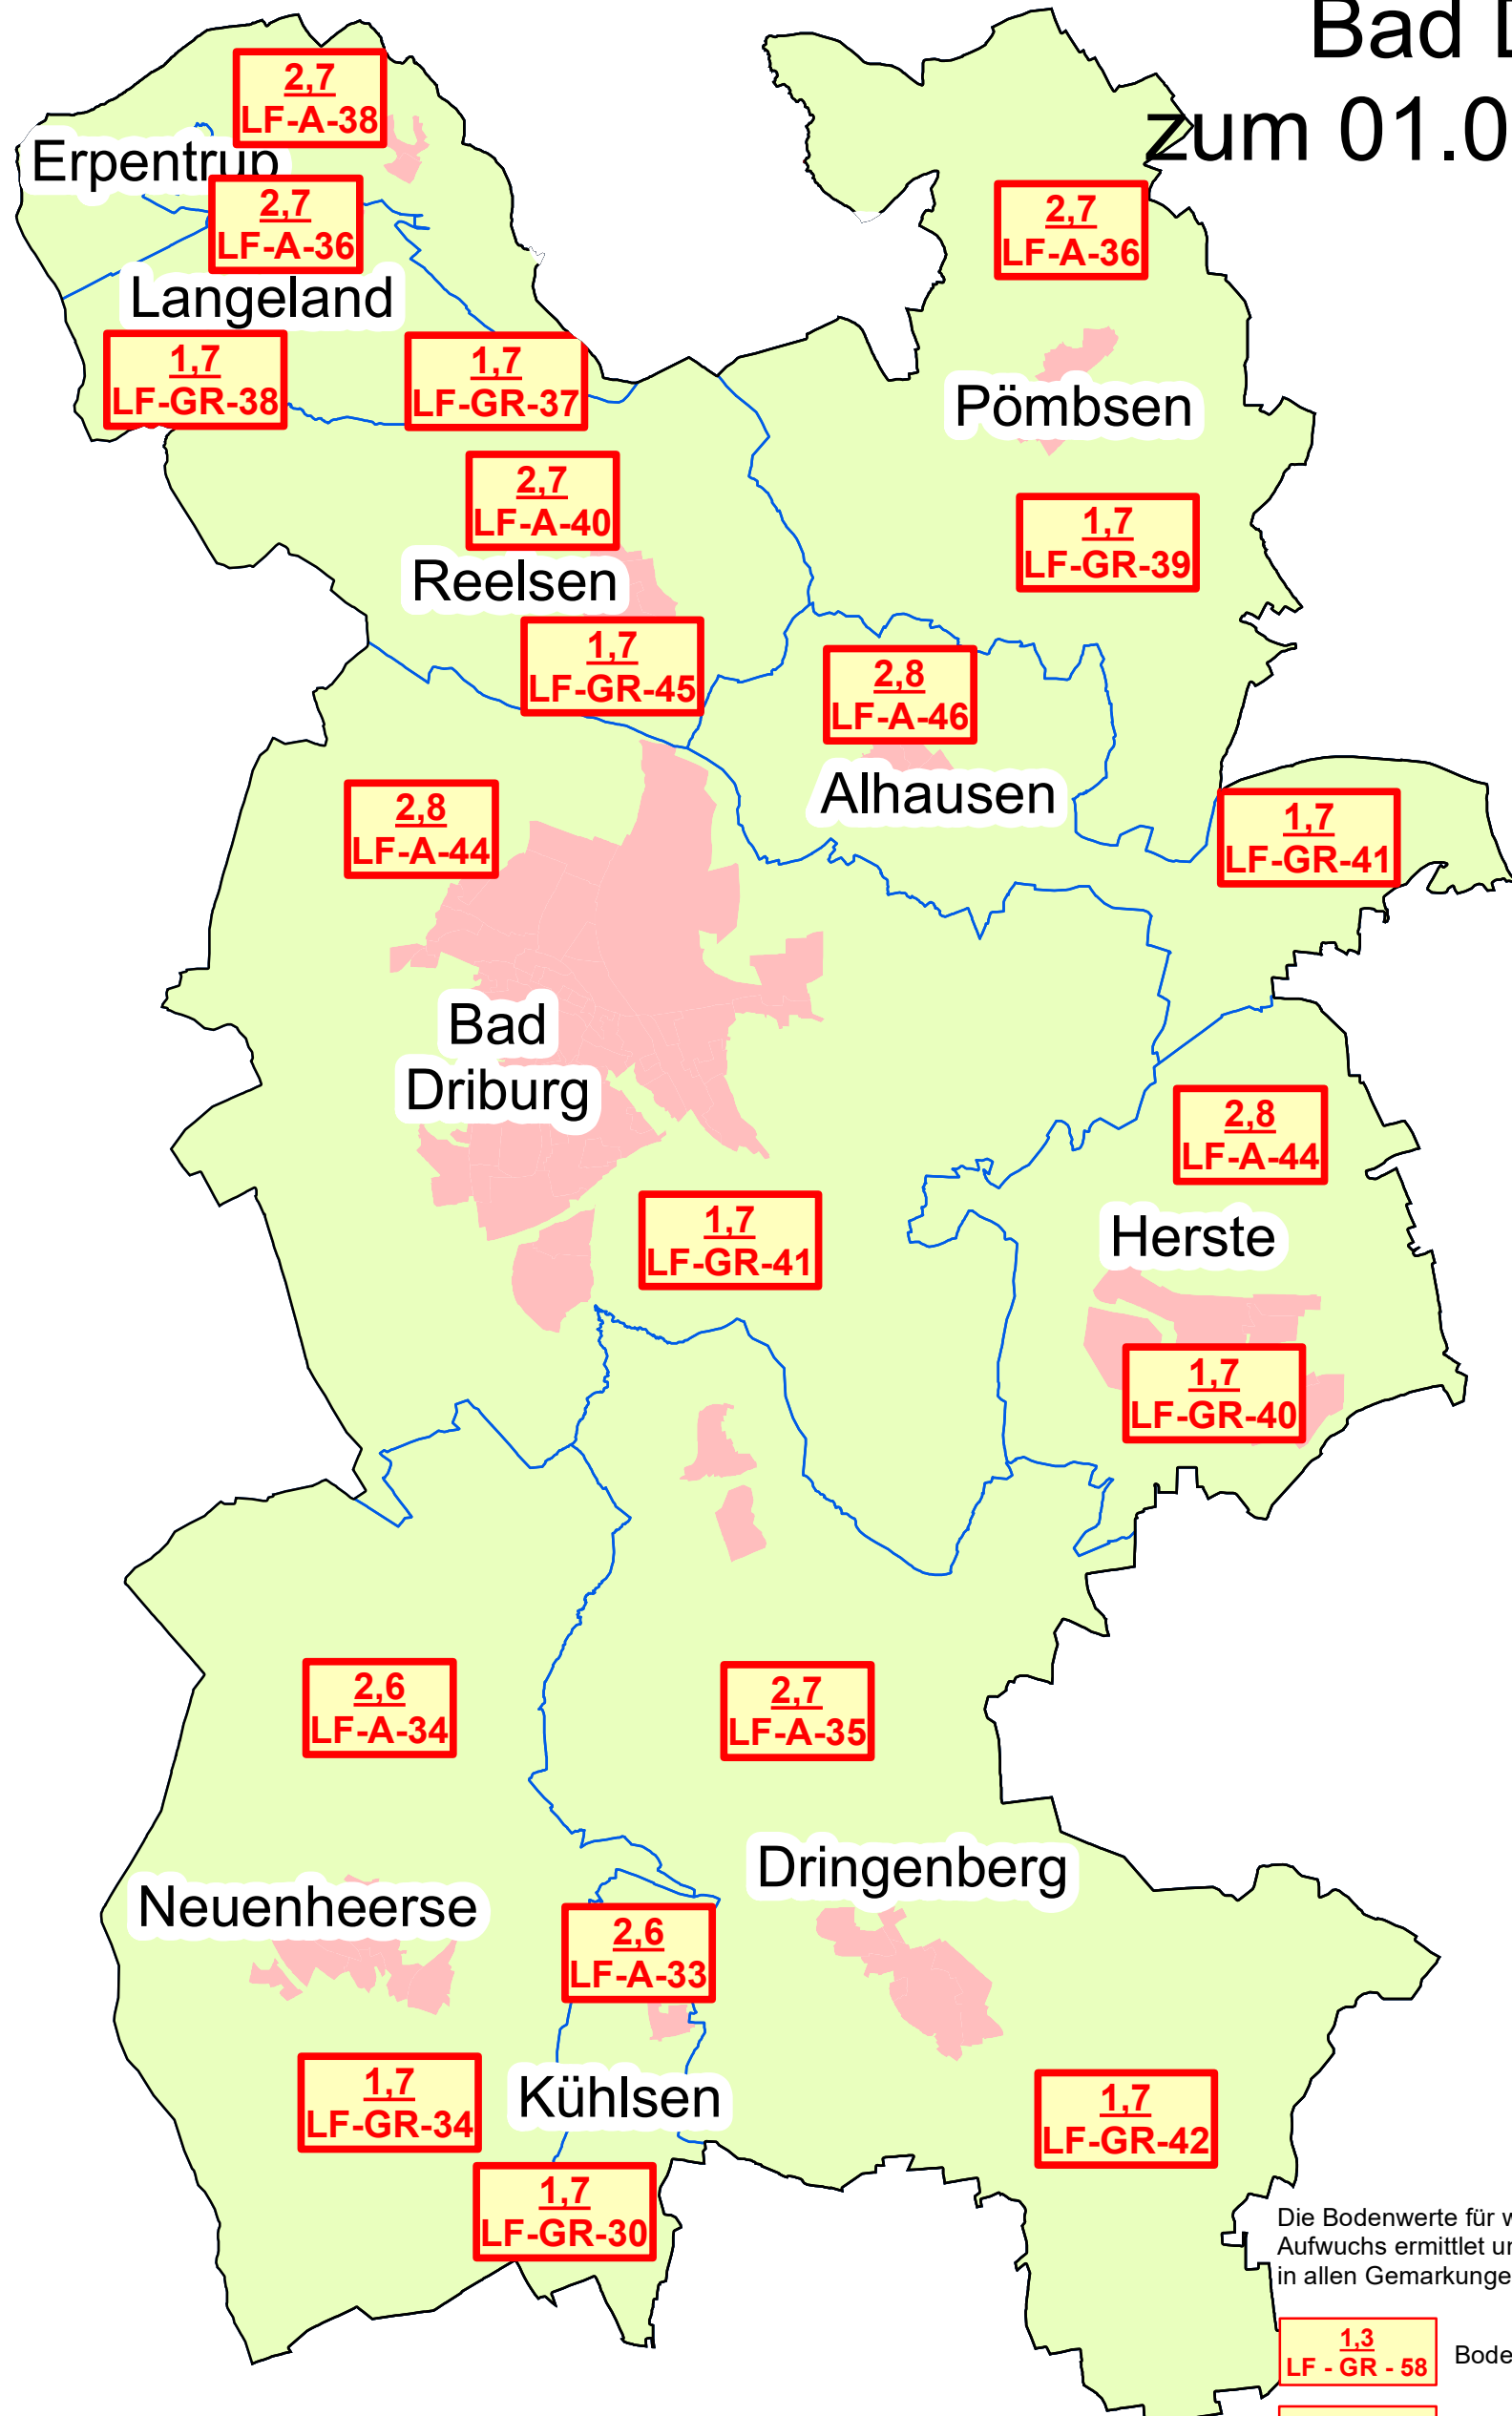 Bad
zum 01.0
2,7
LF-A-38
Erpentrup
2,7
LF-A-36
2,7
LF-A-36
Langeland
1,7
LF-GR-38
1,7
LF-GR-37
Pömbsen
2,7
LF-A-40
1,7
LF-GR-39
Reelsen
1,7
LF-GR-45
2,8
LF-A-46
Alhausen
2,8
LF-A-44
1,7
LF-GR-41
Bad
Driburg
2,8
LF-A-44
1,7
LF-GR-41
Herste
1,7
LF-GR-40
2,6
LF-A-34
2,7
LF-A-35
Dringenberg
Neuenheerse
2,6
LF-A-33
1,7
LF-GR-34
Kühlsen
1,7
LF-GR-42
1,7
LF-GR-30
Die Bodenwerte für
Aufwuchs ermittlet
in allen Gemarkunge
1,3
LF - GR - 58
Bode